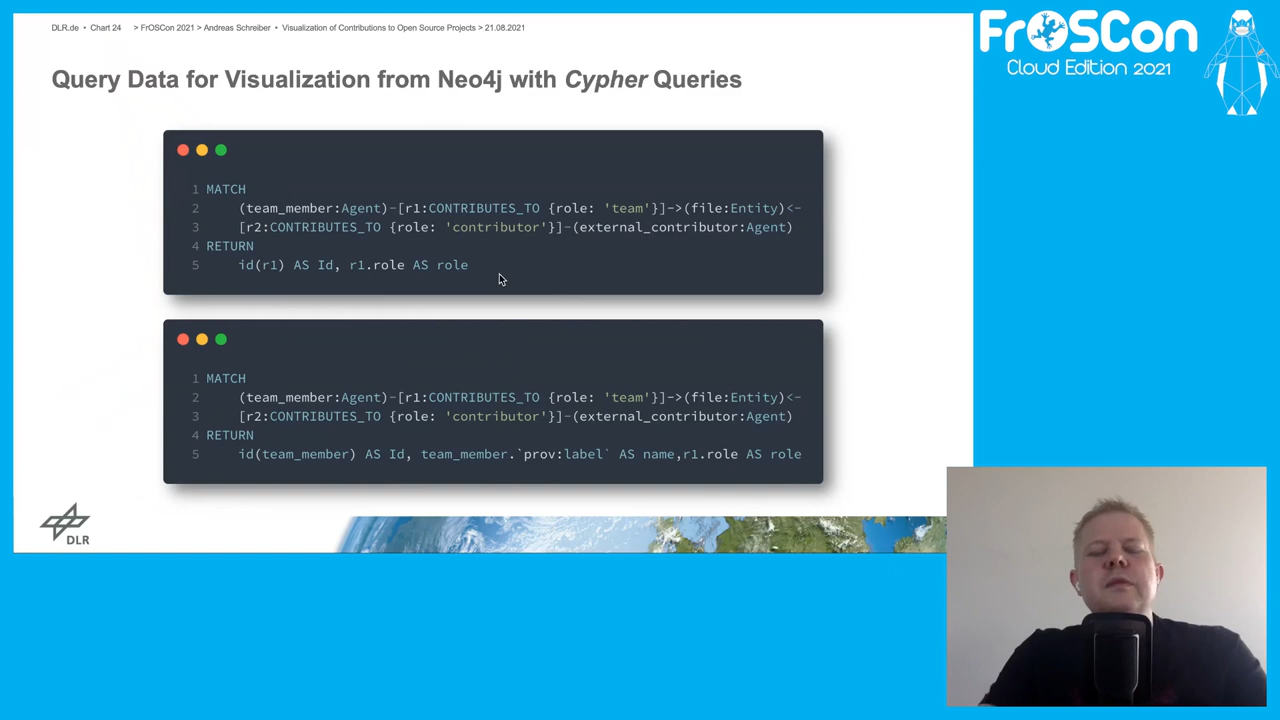 DLR.de • Chart 24 > FrOSCon 2021 > Andreas Schreiber • Visualization of Contributions to Open Source Projects > 21.08.2021
FrOSCon
Cloud Edition 2021
Query Data for Visualization from Neo4j with Cypher Queries
1 MATCH
2 (team_member:Agent)-[r1:CONTRIBUTES_TO {role: 'team'}]->(file:Entity)<-
3 [r2:CONTRIBUTES_TO {role: 'contributor'}]-(external_contributor:Agent)
4 RETURN
5 id(r1) AS Id, r1.role AS role
1 MATCH
2 (team_member:Agent)-[r1:CONTRIBUTES_TO {role: 'team'}]->(file:Entity)<-
3 [r2:CONTRIBUTES_TO {role: 'contributor'}]-(external_contributor:Agent)
4 RETURN
5 id(team_member) AS Id, team_member.`prov:label` AS name,r1.role AS role
DLR